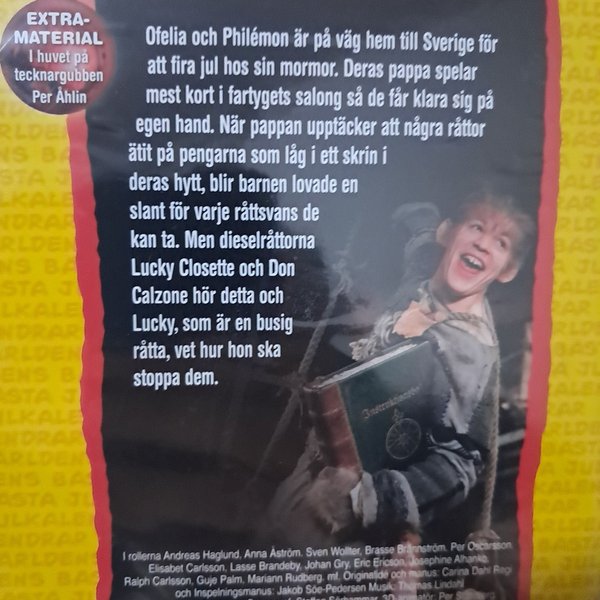 EXTRA-
MATERIAL
I huvet på
tecknargubben
Per Åhlin
Ofelia och Philémon är på väg hem till Sverige för
att fira jul hos sin mormor. Deras pappa spelar
mest kort i fartygets salong så de får klara sig på
egen hand. När pappan upptäcker att några råttor
ätit på pengarna som låg i ett skrin i
deras hytt, blir barnen lovade en
slant för varje råttsvans de
kan ta. Men dieselråttorna
Lucky Closette och Don
Calzone hör detta och
Lucky, som är en busig
råtta, vet hur hon ska
stoppa dem.
I rollerna Andreas Haglund, Anna Åström, Sven Wollter, Brasse Brännström, Per Oscarsson,
Elisabet Carlsson, Lasse Brandeby, Johan Gry, Eric Ericson, Josephine Alhanko,
Ralph Carlsson, Guje Palm, Mariann Rudberg, ml. Originalidé och manus: Carina Dahl Regi
och Inspelningsmanus: Jakob Söe-Pedersen Musik: Thomas Lindahl